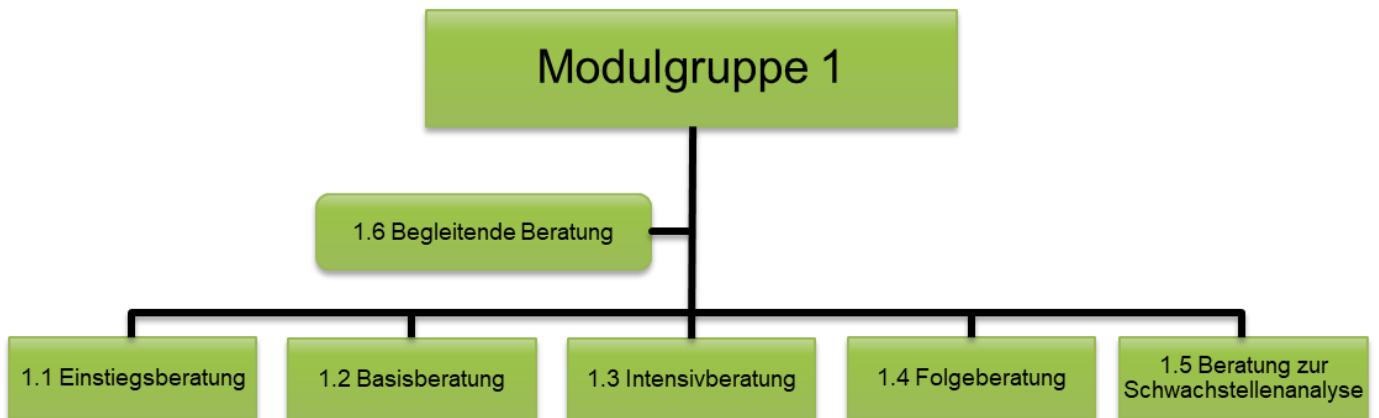 Modulgruppe 1
1.6 Begleitende Beratung
1.1 Einstiegsberatung
1.2 Basisberatung
1.3 Intensivberatung
1.4 Folgeberatung
1.5 Beratung zur
Schwachstellenanalyse